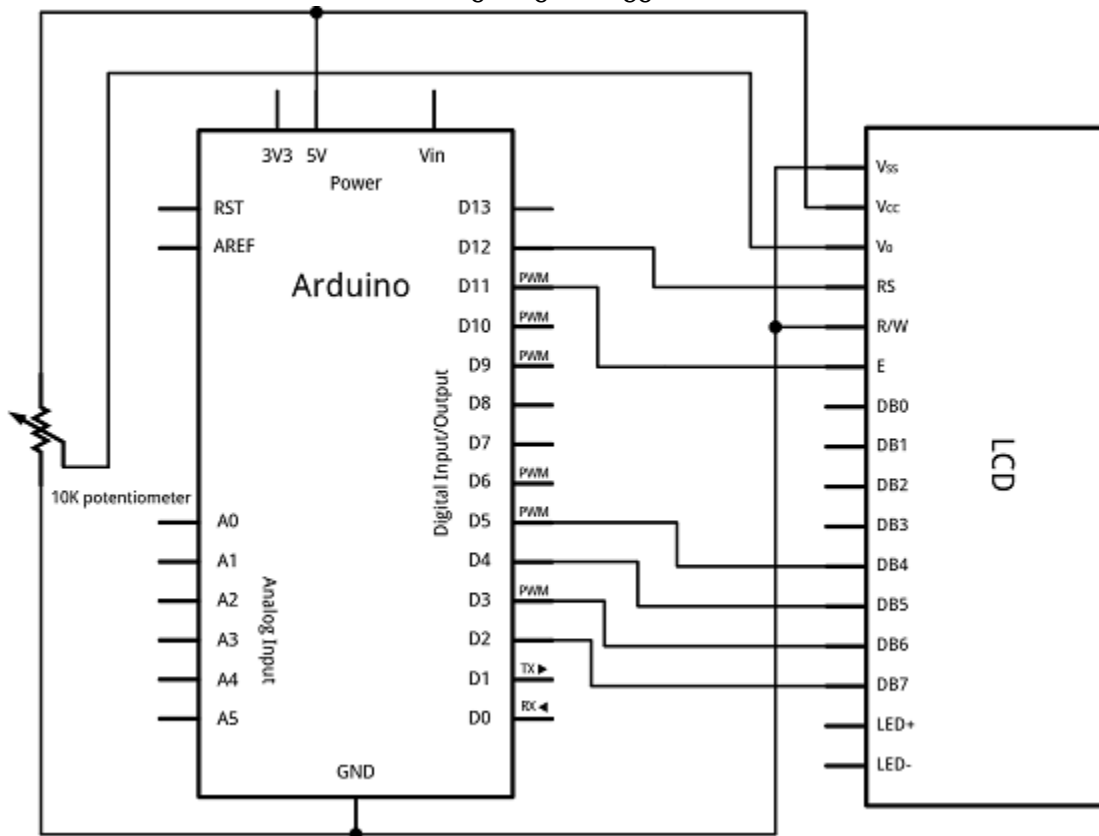 3V3 5V Vin
Power
RST
AREF
Arduino
D13
D12
D11 PWM
D10 PWM
D9 PWM
D8
D7
D6 PWM
D5 PWM
D4
D3 PWM
D2
D1 TX ►
D0 RX ◄
Digital Input/Output
10K potentiometer
A0
A1
A2
A3
A4
A5
Analog Input
GND
Vss
Vcc
V0
RS
R/W
E
DB0
DB1
DB2
DB3
DB4
DB5
DB6
DB7
LED+
LED-
LCD